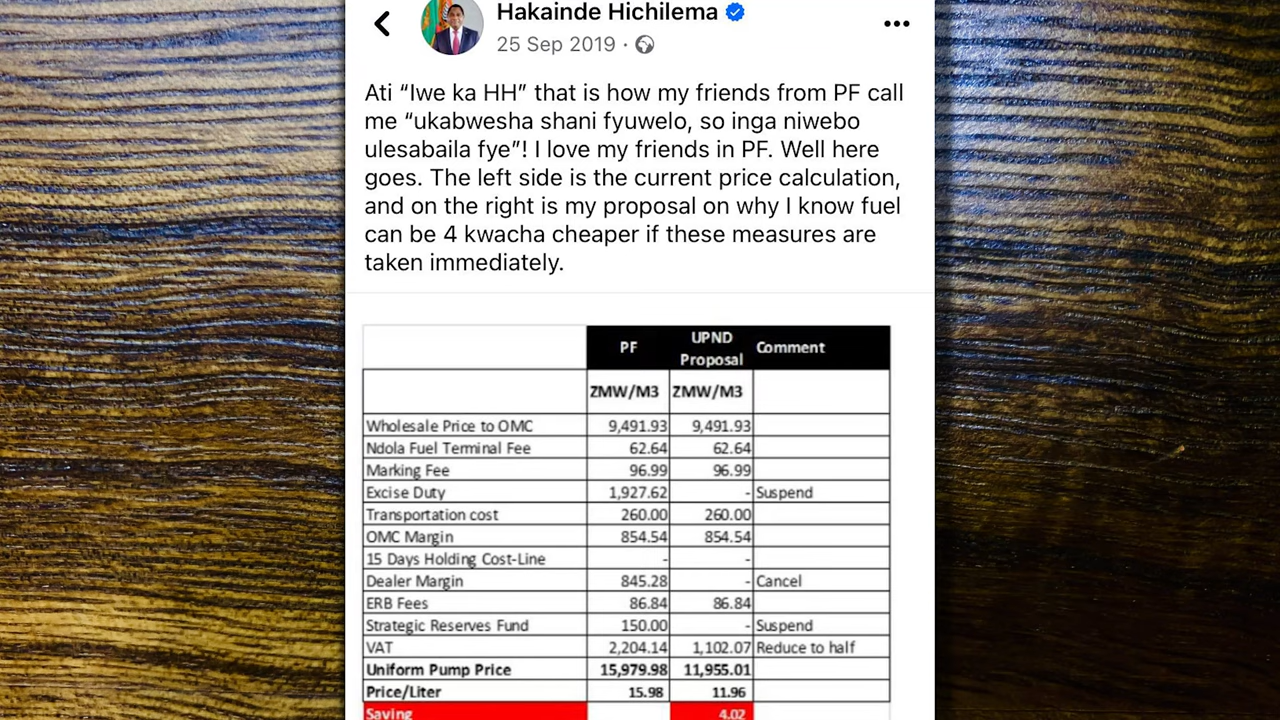 Hakainde Hichilema
25 Sep 2019 ·
Ati “Iwe ka HH” that is how my friends from PF call
me “ukabwesha shani fyuwelo, so inga niwebo
ulesabaila fye”! I love my friends in PF. Well here
goes. The left side is the current price calculation,
and on the right is my proposal on why I know fuel
can be 4 kwacha cheaper if these measures are
taken immediately.
PF UPND Proposal Comment
ZMW/M3 ZMW/M3
Wholesale Price to OMC 9,491.93 9,491.93
Ndola Fuel Terminal Fee 62.64 62.64
Marking Fee 96.99 96.99
Excise Duty 1,927.62 - Suspend
Transportation cost 260.00 260.00
OMC Margin 854.54 854.54
15 Days Holding Cost-Line - -
Dealer Margin 845.28 - Cancel
ERB Fees 86.84 86.84
Strategic Reserves Fund 150.00 - Suspend
VAT 2,204.14 1,102.07 Reduce to half
Uniform Pump Price 15,979.98 11,955.01
Price/Liter 15.98 11.96
Saving 4.02